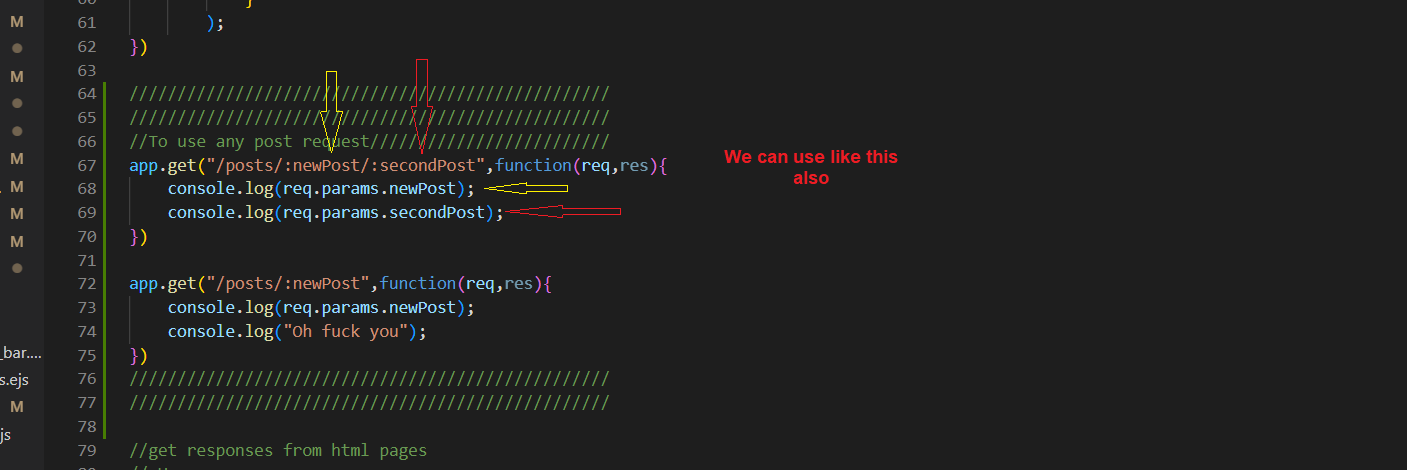 M
61 );
62 })
M
63
64 //////////////////////////////////////////////////
65 //////////////////////////////////////////////////
66 //To use any post request/////////////////////////
67 app.get("/posts/:newPost/:secondPost",function(req,res){
We can use like this
also
M
68 console.log(req.params.newPost);
M
69 console.log(req.params.secondPost);
M
70 })
M
71
72 app.get("/posts/:newPost",function(req,res){
73 console.log(req.params.newPost);
74 console.log("Oh fuck you");
75 })
_bar....
76 //////////////////////////////////////////////////
s.ejs
77 //////////////////////////////////////////////////
M
78
js
79 //get responses from html pages